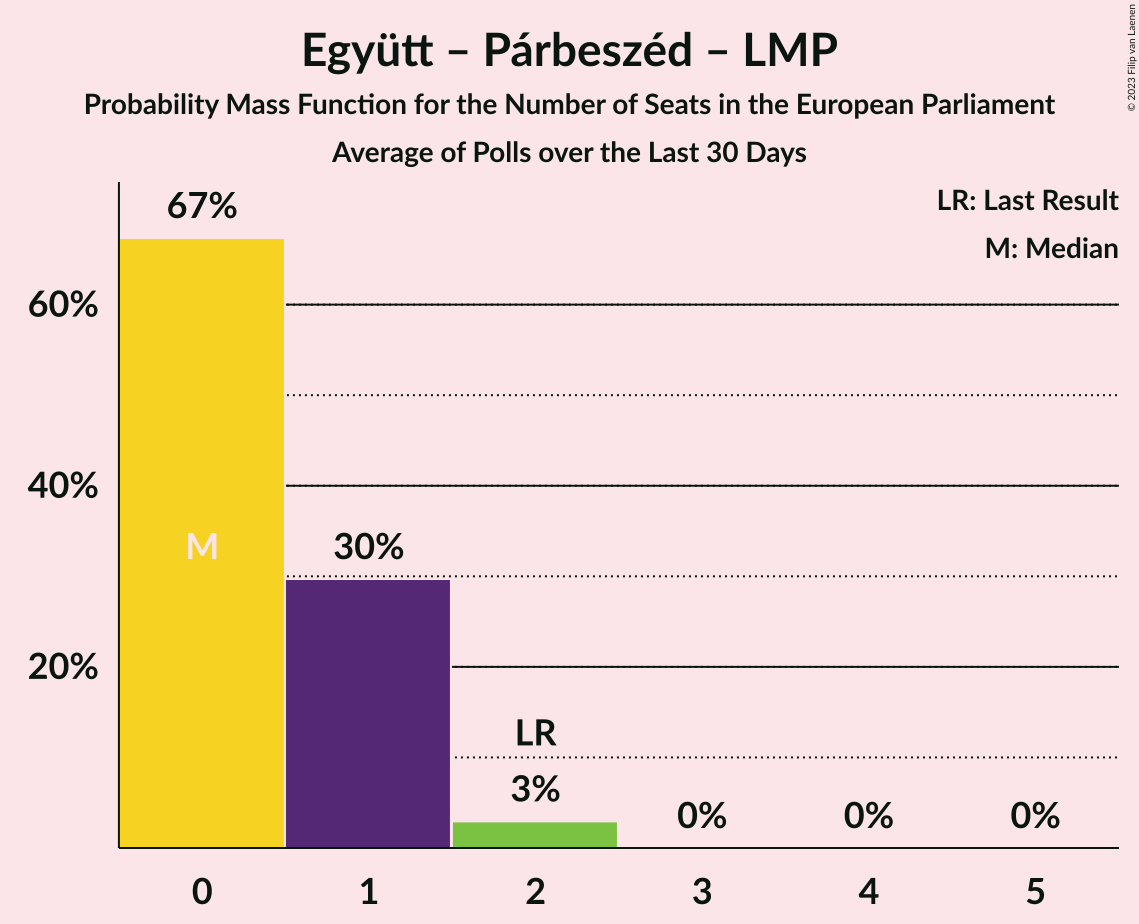 Együtt – Párbeszéd – LMP
Probability Mass Function for the Number of Seats in the European Parliament
Average of Polls over the Last 30 Days
© 2023 Filip van Laenen
LR: Last Result
M: Median
67%
60%
40%
M
30%
20%
LR
3%
0%
0%
0%
0
1
2
3
4
5